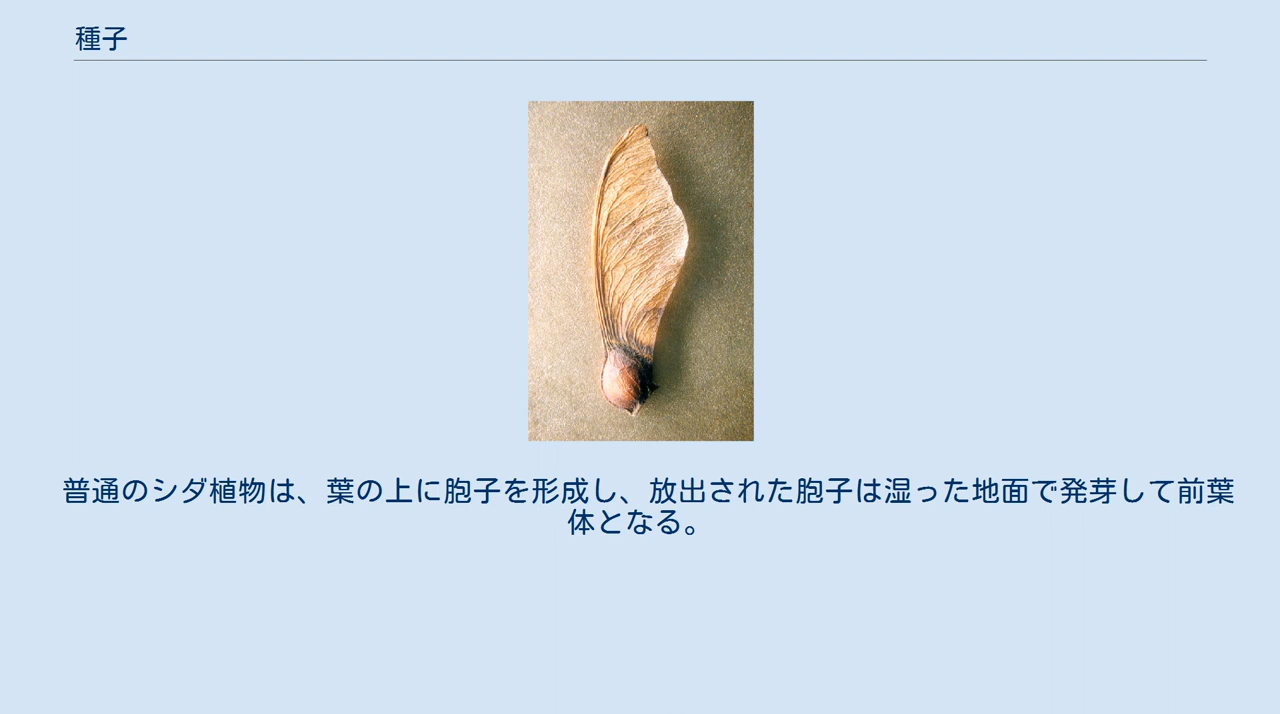 種子
普通のシダ植物は、葉の上に胞子を形成し、放出された胞子は湿った地面で発芽して前葉
体となる。